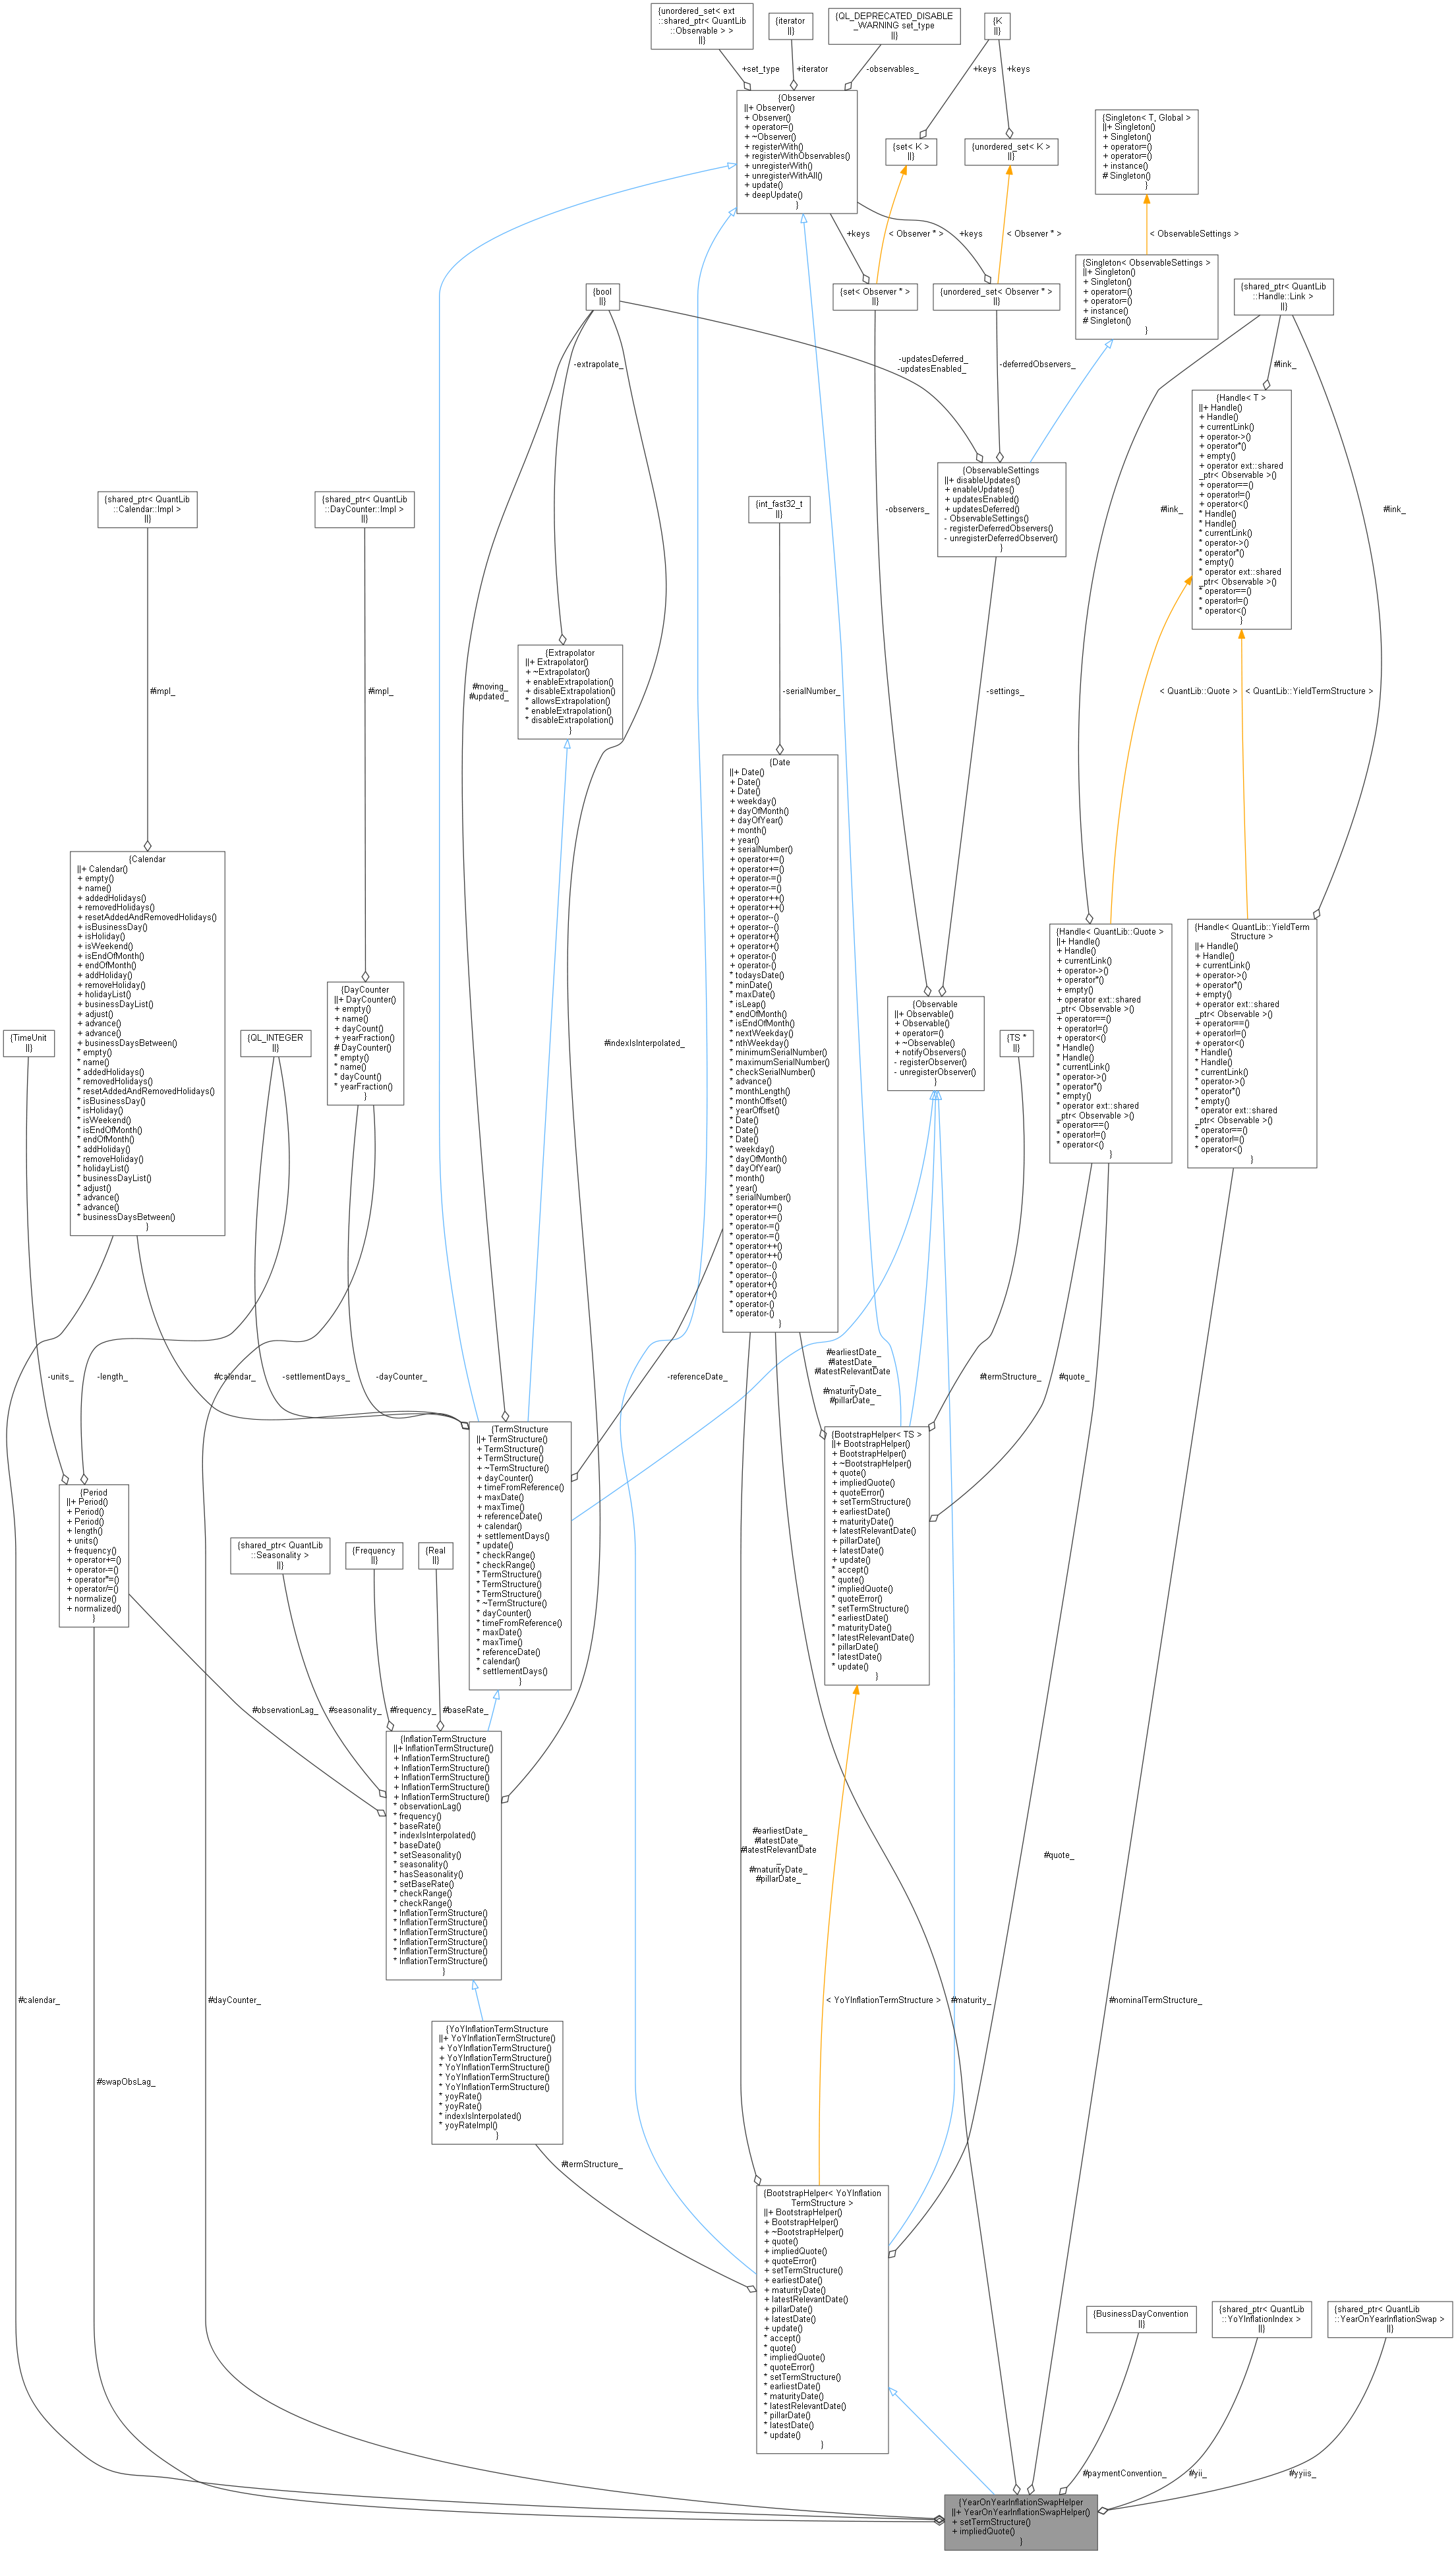 {unordered_set< ext
::shared_ptr< QuantLib
::Observable > >
||}
{iterator
||}
{QL_DEPRECATED_DISABLE
_WARNING set_type
||}
{K
||}
+set_type
+iterator
-observables_
+keys
+keys
{Observer
||+ Observer()
+ Observer()
+ operator=()
+ ~Observer()
+ registerWith()
+ registerWithObservables()
+ unregisterWith()
+ unregisterWithAll()
+ update()
+ deepUpdate()
}
{set< K >
||}
{unordered_set< K >
||}
{Singleton< T, Global >
||+ Singleton()
+ Singleton()
+ operator=()
+ operator=()
+ instance()
# Singleton()
}
+keys
< Observer * >
+keys
< Observer * >
< ObservableSettings >
{bool
||}
{set< Observer * >
||}
{unordered_set< Observer * >
||}
{Singleton< ObservableSettings >
||+ Singleton()
+ Singleton()
+ operator=()
+ operator=()
+ instance()
# Singleton()
}
{shared_ptr< QuantLib
::Handle::Link >
||}
-extrapolate_
-updatesDeferred_
-updatesEnabled_
-deferredObservers_
#link_
{Handle< T >
||+ Handle()
+ Handle()
+ currentLink()
+ operator->()
+ operator*()
+ empty()
+ operator ext::shared
_ptr< Observable >()
+ operator==()
+ operator!=()
+ operator<()
* Handle()
* Handle()
* currentLink()
* operator->()
* operator*()
* empty()
* operator ext::shared
_ptr< Observable >()
* operator==()
* operator!=()
* operator<()
}
{ObservableSettings
||+ disableUpdates()
+ enableUpdates()
+ updatesEnabled()
+ updatesDeferred()
- ObservableSettings()
- registerDeferredObservers()
- unregisterDeferredObserver()
}
{shared_ptr< QuantLib
::Calendar::Impl >
||}
{shared_ptr< QuantLib
::DayCounter::Impl >
||}
{int_fast32_t
||}
-observers_
#link_
#link_
{Extrapolator
||+ Extrapolator()
+ ~Extrapolator()
+ enableExtrapolation()
+ disableExtrapolation()
* allowsExtrapolation()
* enableExtrapolation()
* disableExtrapolation()
}
#impl_
#impl_
#moving_
#updated_
-serialNumber_
-settings_
< QuantLib::Quote >
< QuantLib::YieldTermStructure >
{Date
||+ Date()
+ Date()
+ Date()
+ weekday()
+ dayOfMonth()
+ dayOfYear()
+ month()
+ year()
+ serialNumber()
+ operator+=()
+ operator+=()
+ operator-=()
+ operator-=()
+ operator++()
+ operator++()
+ operator--()
+ operator--()
+ operator+()
+ operator+()
+ operator-()
+ operator-()
* todaysDate()
* minDate()
* maxDate()
* isLeap()
* endOfMonth()
* isEndOfMonth()
* nextWeekday()
* nthWeekday()
* minimumSerialNumber()
* maximumSerialNumber()
* checkSerialNumber()
* advance()
* monthLength()
* monthOffset()
* yearOffset()
* Date()
* Date()
* Date()
* weekday()
* dayOfMonth()
* dayOfYear()
* month()
* year()
* serialNumber()
* operator+=()
* operator+=()
* operator-=()
* operator-=()
* operator++()
* operator++()
* operator--()
* operator--()
* operator+()
* operator+()
* operator-()
* operator-()
}
{Calendar
||+ Calendar()
+ empty()
+ name()
+ addedHolidays()
+ removedHolidays()
+ resetAddedAndRemovedHolidays()
+ isBusinessDay()
+ isHoliday()
+ isWeekend()
+ isEndOfMonth()
+ endOfMonth()
+ addHoliday()
+ removeHoliday()
+ holidayList()
+ businessDayList()
+ adjust()
+ advance()
+ advance()
+ businessDaysBetween()
* empty()
* name()
* addedHolidays()
* removedHolidays()
* resetAddedAndRemovedHolidays()
* isBusinessDay()
* isHoliday()
* isWeekend()
* isEndOfMonth()
* endOfMonth()
* addHoliday()
* removeHoliday()
* holidayList()
* businessDayList()
* adjust()
* advance()
* advance()
* businessDaysBetween()
}
{Handle< QuantLib::Quote >
||+ Handle()
+ Handle()
+ currentLink()
+ operator->()
+ operator*()
+ empty()
+ operator ext::shared
_ptr< Observable >()
+ operator==()
+ operator!=()
+ operator<()
* Handle()
* Handle()
* currentLink()
* operator->()
* operator*()
* empty()
* operator ext::shared
_ptr< Observable >()
* operator==()
* operator!=()
* operator<()
}
{Handle< QuantLib::YieldTerm
Structure >
||+ Handle()
+ Handle()
+ currentLink()
+ operator->()
+ operator*()
+ empty()
+ operator ext::shared
_ptr< Observable >()
+ operator==()
+ operator!=()
+ operator<()
* Handle()
* Handle()
* currentLink()
* operator->()
* operator*()
* empty()
* operator ext::shared
_ptr< Observable >()
* operator==()
* operator!=()
* operator<()
}
{DayCounter
||+ DayCounter()
+ empty()
+ name()
+ dayCount()
+ yearFraction()
# DayCounter()
* empty()
* name()
* dayCount()
* yearFraction()
}
{Observable
||+ Observable()
+ Observable()
+ operator=()
+ ~Observable()
+ notifyObservers()
- registerObserver()
- unregisterObserver()
}
{TimeUnit
||}
{QL_INTEGER
||}
{TS *
||}
#indexIsInterpolated_
-units_
-length_
-settlementDays_
#calendar_
-dayCounter_
-referenceDate_
#earliestDate_
#latestDate_
#latestRelevantDate
_
#maturityDate_
#pillarDate_
#termStructure_
#quote_
{TermStructure
||+ TermStructure()
+ TermStructure()
+ TermStructure()
+ ~TermStructure()
+ dayCounter()
+ timeFromReference()
+ maxDate()
+ maxTime()
+ referenceDate()
+ calendar()
+ settlementDays()
* update()
* checkRange()
* checkRange()
* TermStructure()
* TermStructure()
* TermStructure()
* ~TermStructure()
* dayCounter()
* timeFromReference()
* maxDate()
* maxTime()
* referenceDate()
* calendar()
* settlementDays()
}
{BootstrapHelper< TS >
||+ BootstrapHelper()
+ BootstrapHelper()
+ ~BootstrapHelper()
+ quote()
+ impliedQuote()
+ quoteError()
+ setTermStructure()
+ earliestDate()
+ maturityDate()
+ latestRelevantDate()
+ pillarDate()
+ latestDate()
+ update()
* accept()
* quote()
* impliedQuote()
* quoteError()
* setTermStructure()
* earliestDate()
* maturityDate()
* latestRelevantDate()
* pillarDate()
* latestDate()
* update()
}
{Period
||+ Period()
+ Period()
+ Period()
+ length()
+ units()
+ frequency()
+ operator+=()
+ operator-=()
+ operator*=()
+ operator/=()
+ normalize()
+ normalized()
}
{shared_ptr< QuantLib
::Seasonality >
||}
{Frequency
||}
{Real
||}
#observationLag_
#seasonality_
#frequency_
#baseRate_
{InflationTermStructure
||+ InflationTermStructure()
+ InflationTermStructure()
+ InflationTermStructure()
+ InflationTermStructure()
+ InflationTermStructure()
+ InflationTermStructure()
* observationLag()
* frequency()
* baseRate()
* indexIsInterpolated()
* baseDate()
* setSeasonality()
* seasonality()
* hasSeasonality()
* setBaseRate()
* checkRange()
* checkRange()
* InflationTermStructure()
* InflationTermStructure()
* InflationTermStructure()
* InflationTermStructure()
* InflationTermStructure()
* InflationTermStructure()
}
#earliestDate_
#latestDate_
#latestRelevantDate
_
#maturityDate_
#pillarDate_
#quote_
#calendar_
#dayCounter_
< YoYInflationTermStructure >
#maturity_
#nominalTermStructure_
{YoYInflationTermStructure
||+ YoYInflationTermStructure()
+ YoYInflationTermStructure()
+ YoYInflationTermStructure()
* YoYInflationTermStructure()
* YoYInflationTermStructure()
* YoYInflationTermStructure()
* yoyRate()
* yoyRate()
* indexIsInterpolated()
* yoyRateImpl()
}
#swapObsLag_
#termStructure_
{BootstrapHelper< YoYInflation
TermStructure >
||+ BootstrapHelper()
+ BootstrapHelper()
+ ~BootstrapHelper()
+ quote()
+ impliedQuote()
+ quoteError()
+ setTermStructure()
+ earliestDate()
+ maturityDate()
+ latestRelevantDate()
+ pillarDate()
+ latestDate()
+ update()
* accept()
* quote()
* impliedQuote()
* quoteError()
* setTermStructure()
* earliestDate()
* maturityDate()
* latestRelevantDate()
* pillarDate()
* latestDate()
* update()
}
{BusinessDayConvention
||}
{shared_ptr< QuantLib
::YoYInflationIndex >
||}
{shared_ptr< QuantLib
::YearOnYearInflationSwap >
||}
#paymentConvention_
#yii_
#yyiis_
{YearOnYearInflationSwapHelper
||+ YearOnYearInflationSwapHelper()
+ setTermStructure()
+ impliedQuote()
}